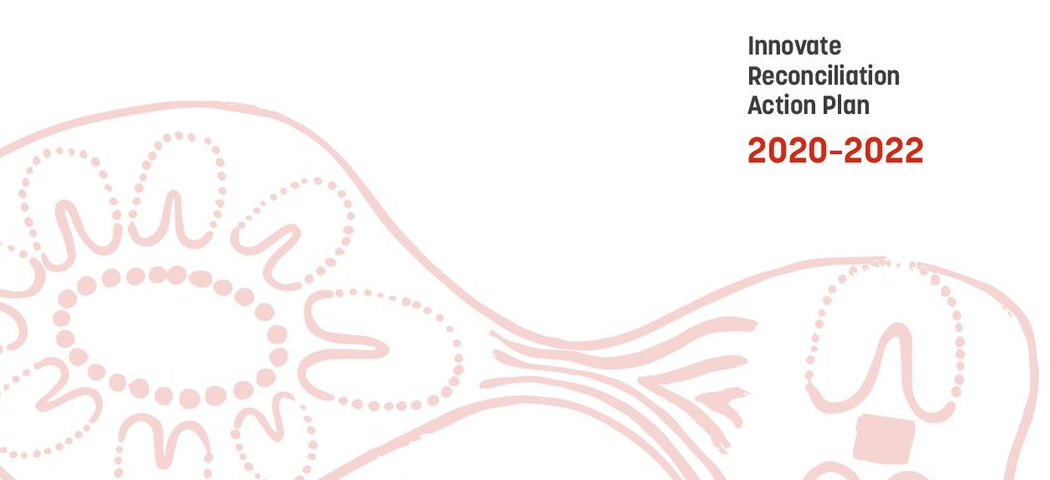 Innovate
Reconciliation
Action Plan
2020–2022